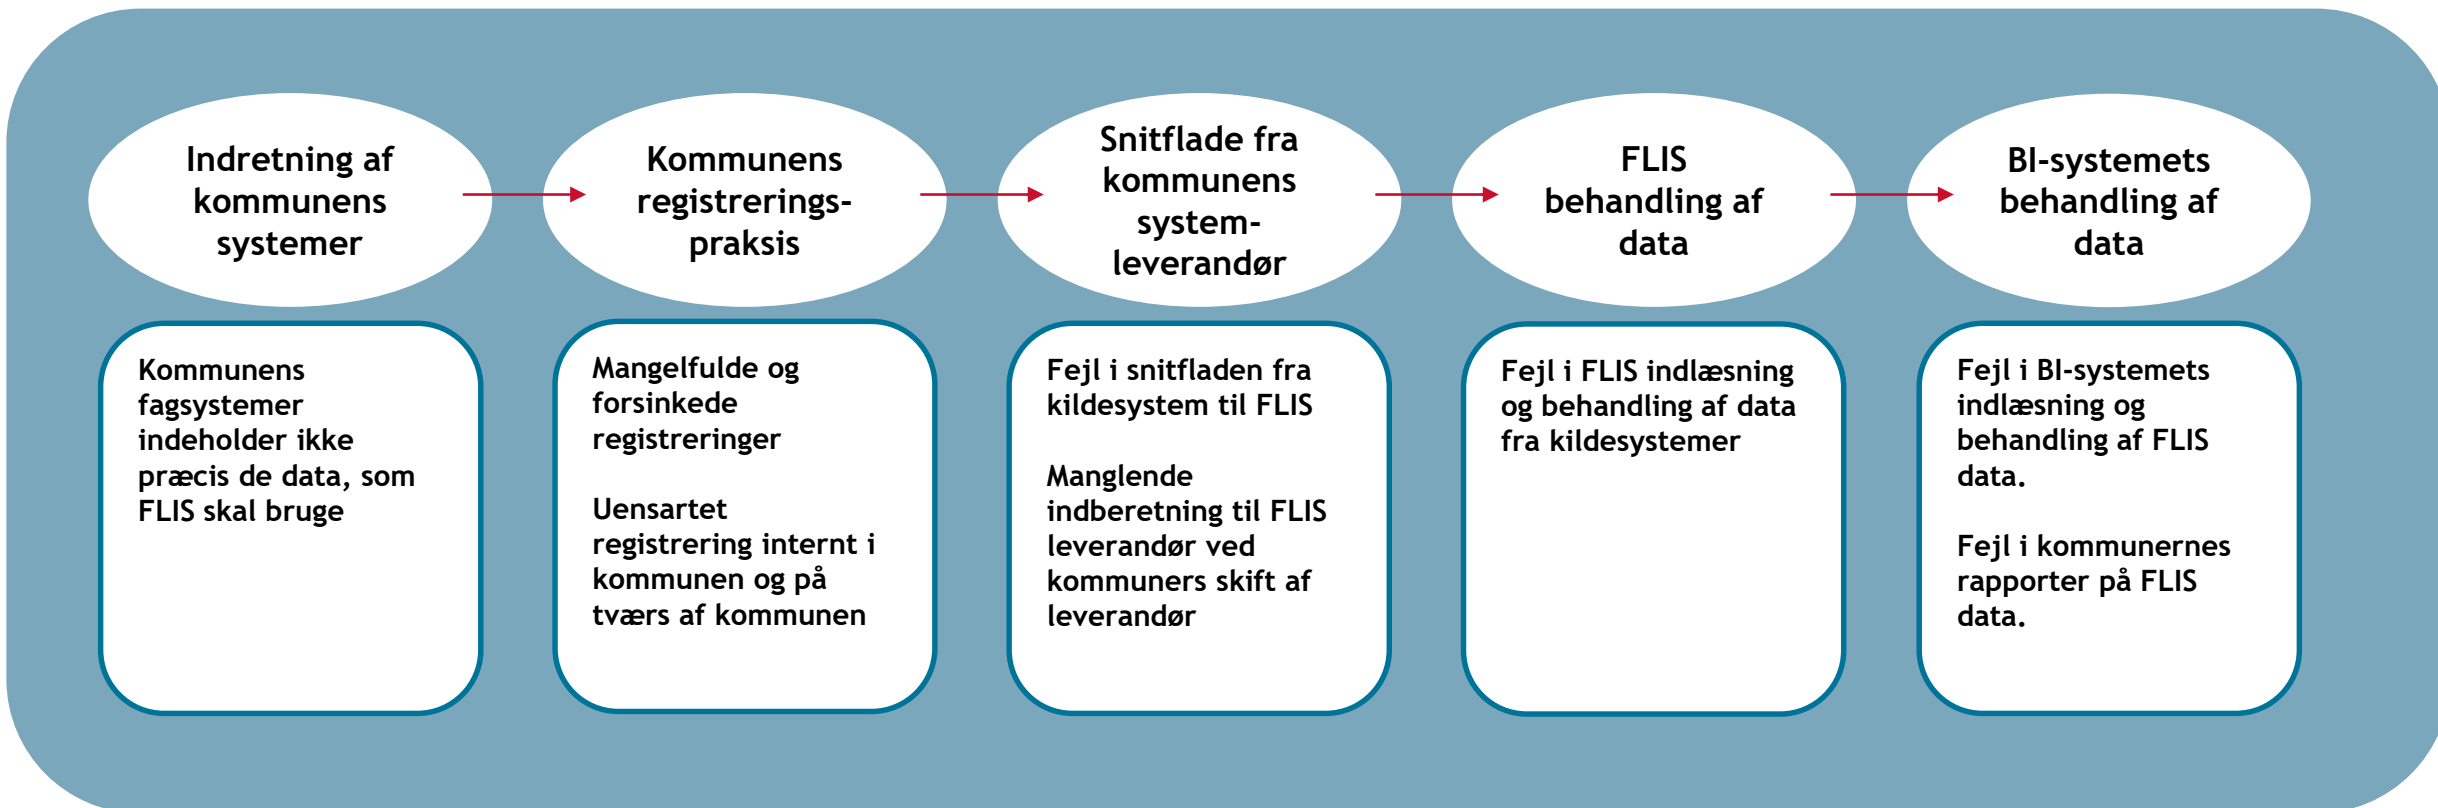 Indretning af
kommunens
systemer
Kommunens
registrerings-
praksis
Snitflade fra
kommunens
system-
leverandør
FLIS
behandling af
data
BI-systemets
behandling af
data
Kommunens
fagsystemer
indeholder ikke
præcis de data, som
FLIS skal bruge
Mangelfulde og
forsinkede
registreringer
Uensartet
registrering internt i
kommunen og på
tværs af kommunen
Fejl i snitfladen fra
kildesystem til FLIS
Manglende
indberetning til FLIS
leverandør ved
kommuners skift af
leverandør
Fejl i FLIS indlæsning
og behandling af data
fra kildesystemer
Fejl i BI-systemets
indlæsning og
behandling af FLIS
data.
Fejl i kommunernes
rapporter på FLIS
data.